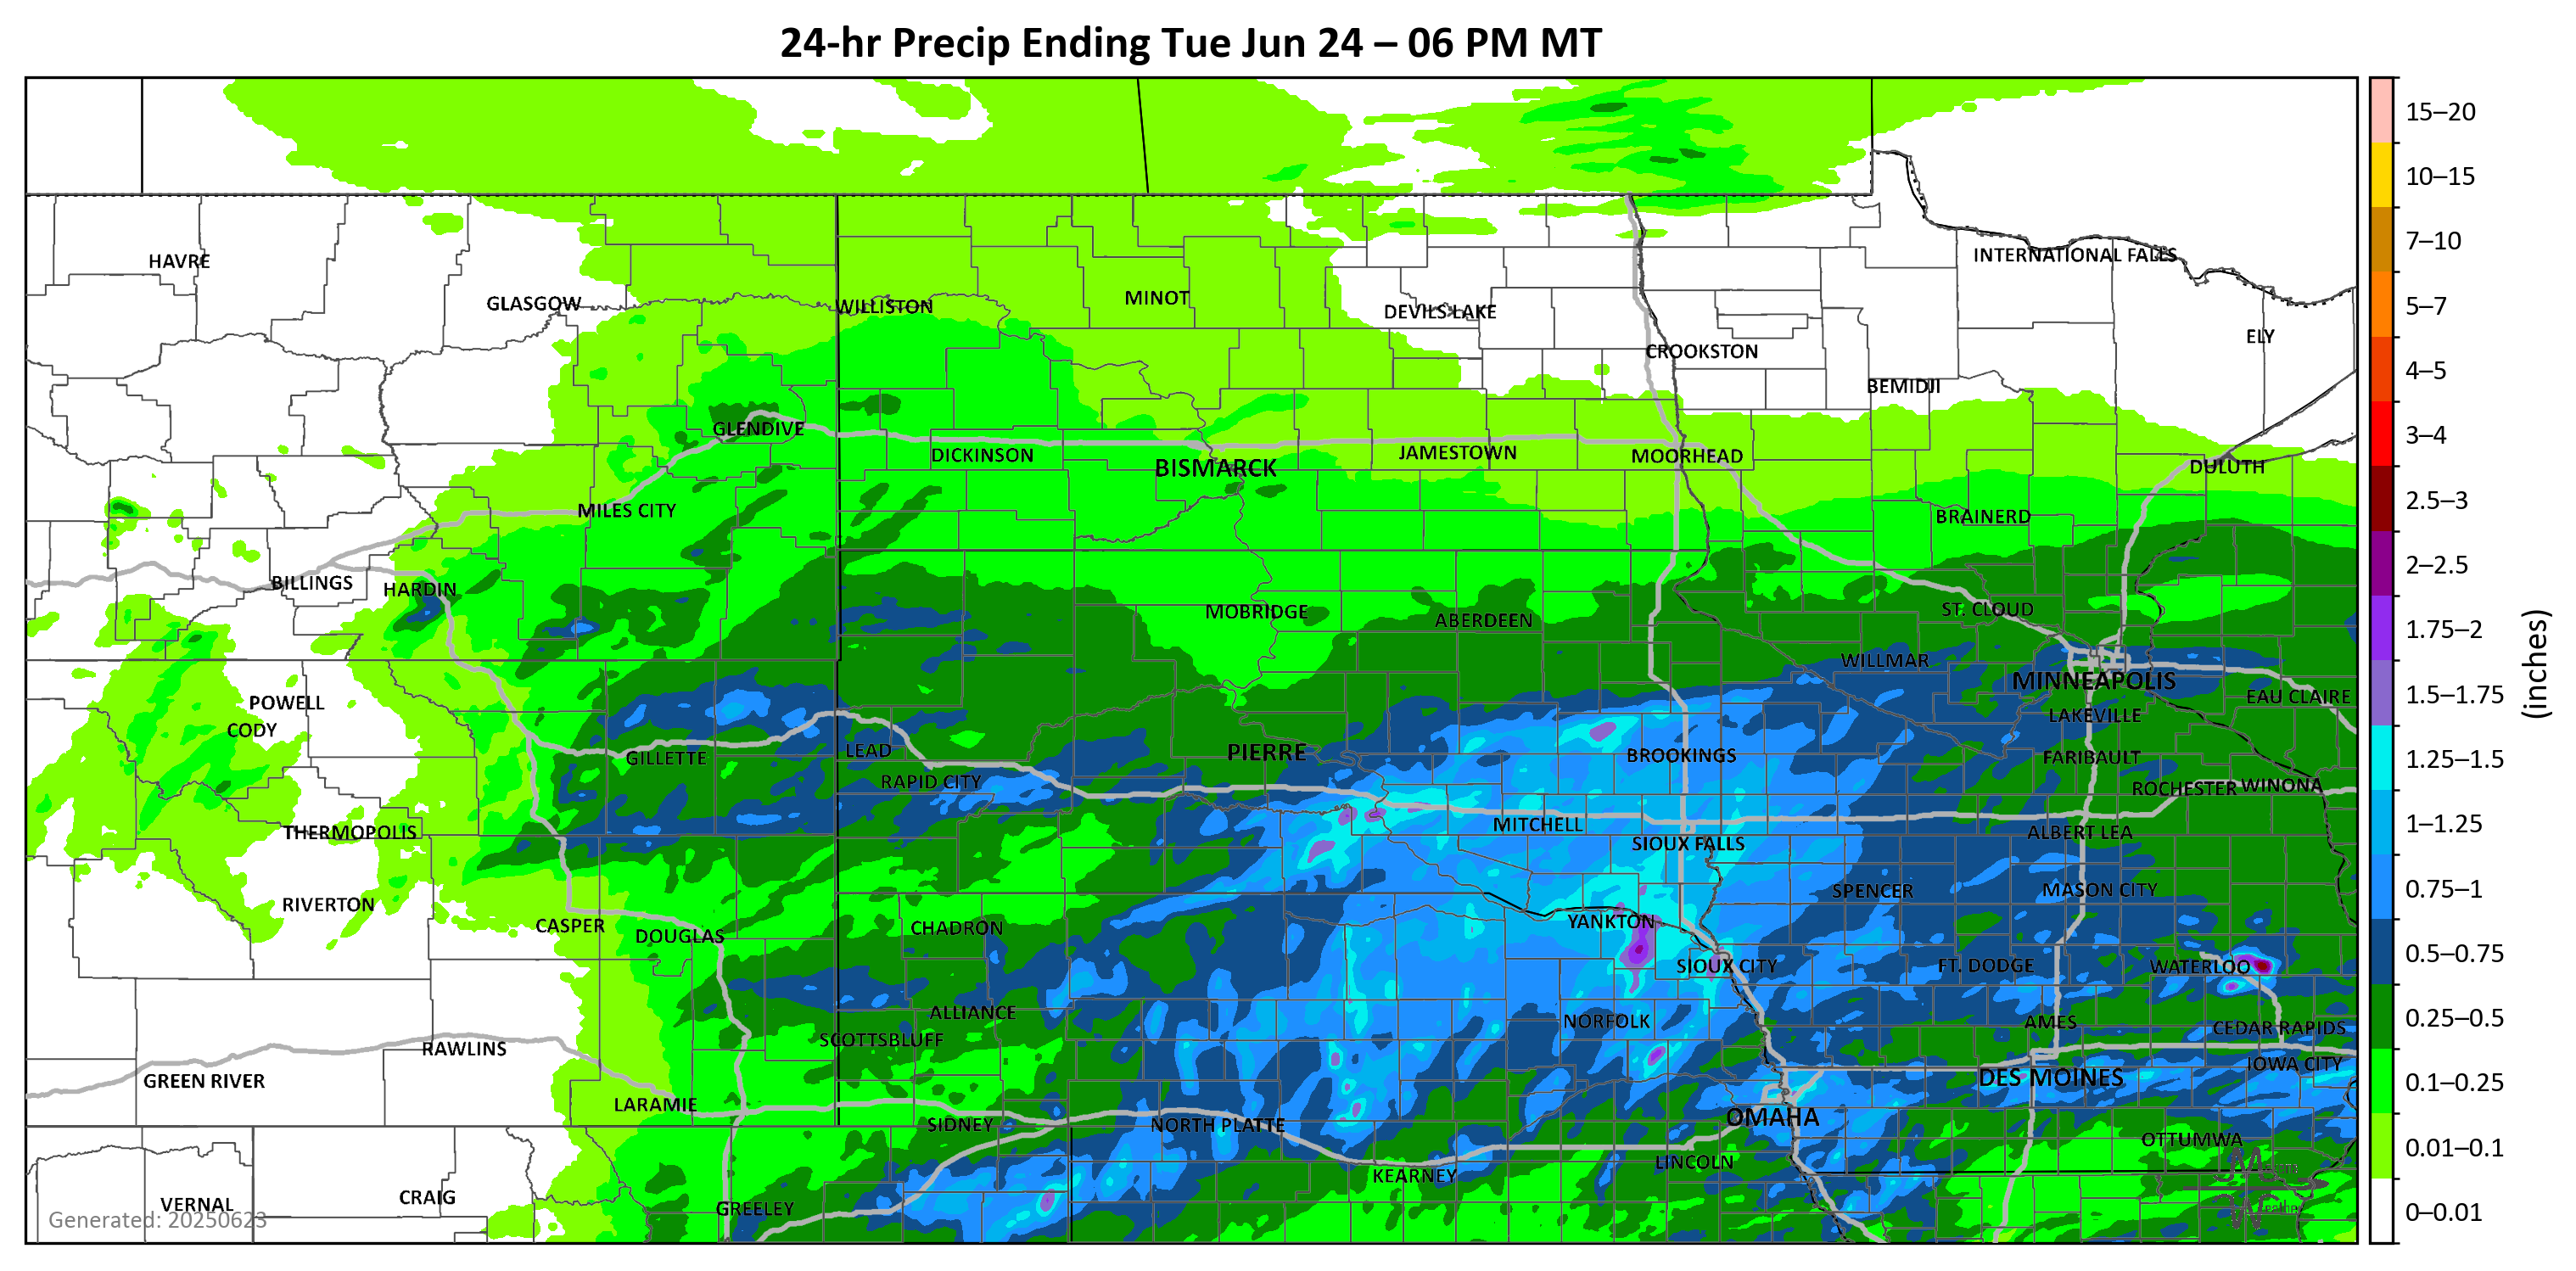 24-hr Precip Ending Tue Jun 24 – 06 PM MT
HAVRE
GLASGOW
WILLISTON
MINOT
DEVILS LAKE
CROOKSTON
INTERNATIONAL FALLS
ELY
BEMIDJI
GLENDIVE
DICKINSON
BISMARCK
JAMESTOWN
MOORHEAD
DULUTH
MILES CITY
BRAINERD
BILLINGS
HARDIN
MOBRIDGE
ABERDEEN
ST. CLOUD
WILLMAR
MINNEAPOLIS
EAU CLAIRE
POWELL
CODY
LAKEVILLE
GILLETTE
LEAD
PIERRE
BROOKINGS
FARIBAULT
RAPID CITY
ROCHESTER
WINONA
THERMOPOLIS
MITCHELL
SIOUX FALLS
ALBERT LEA
SPENCER
MASON CITY
RIVERTON
CASPER
DOUGLAS
CHADRON
YANKTON
SIOUX CITY
FT. DODGE
WATERLOO
ALLIANCE
NORFOLK
AMES
CEDAR RAPIDS
SCOTTSBLUFF
RAWLINS
IOWA CITY
GREEN RIVER
DES MOINES
LARAMIE
SIDNEY
NORTH PLATTE
OMAHA
OTTUMWA
KEARNEY
LINCOLN
VERNAL
CRAIG
GREELEY
Generated: 20250623
15–20
10–15
7–10
5–7
4–5
3–4
2.5–3
2–2.5
1.75–2
1.5–1.75
1.25–1.5
1–1.25
0.75–1
0.5–0.75
0.25–0.5
0.1–0.25
0.01–0.1
0–0.01
(inches)